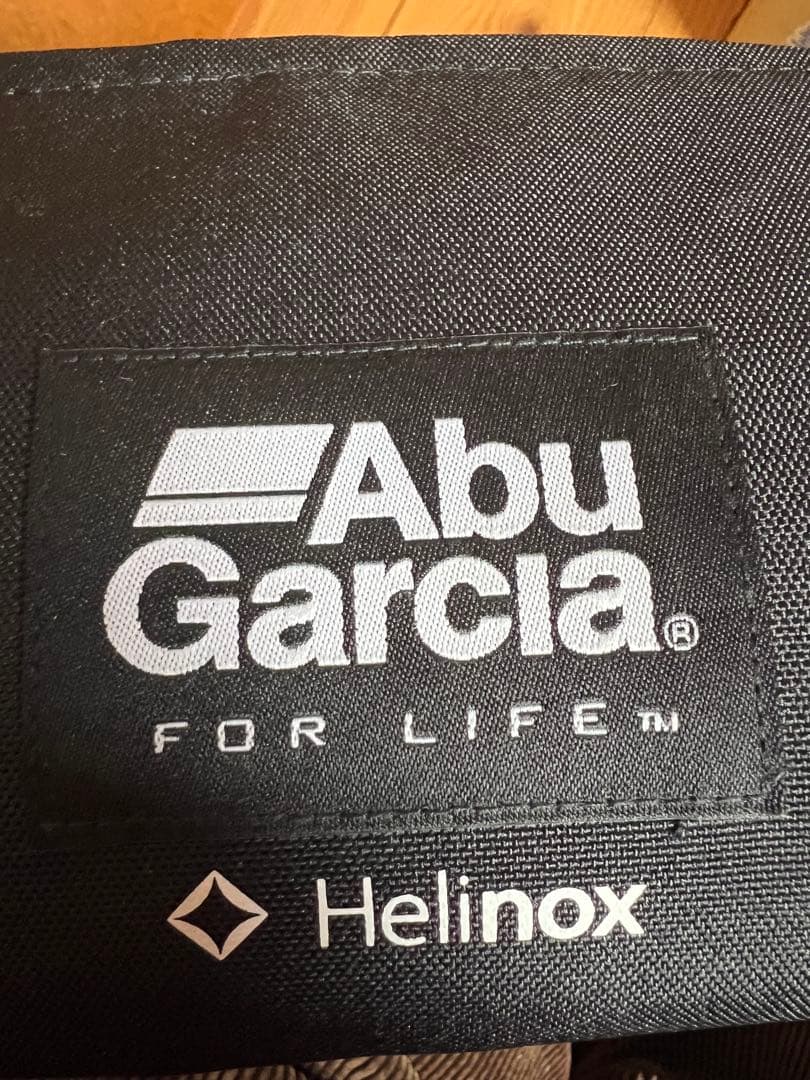 Abu
Garcia®
FOR LIFE™
Helinox